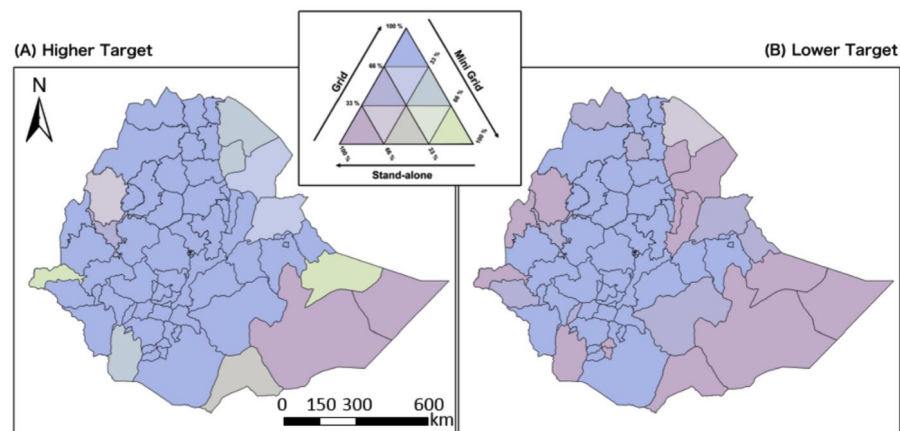 (A) Higher Target
(B) Lower Target
N
100 %
Grid
Mini Grid
66 %
33 %
33 %
66 %
100 %
66 %
33 %
100 %
Stand-alone
0 150 300 600
km